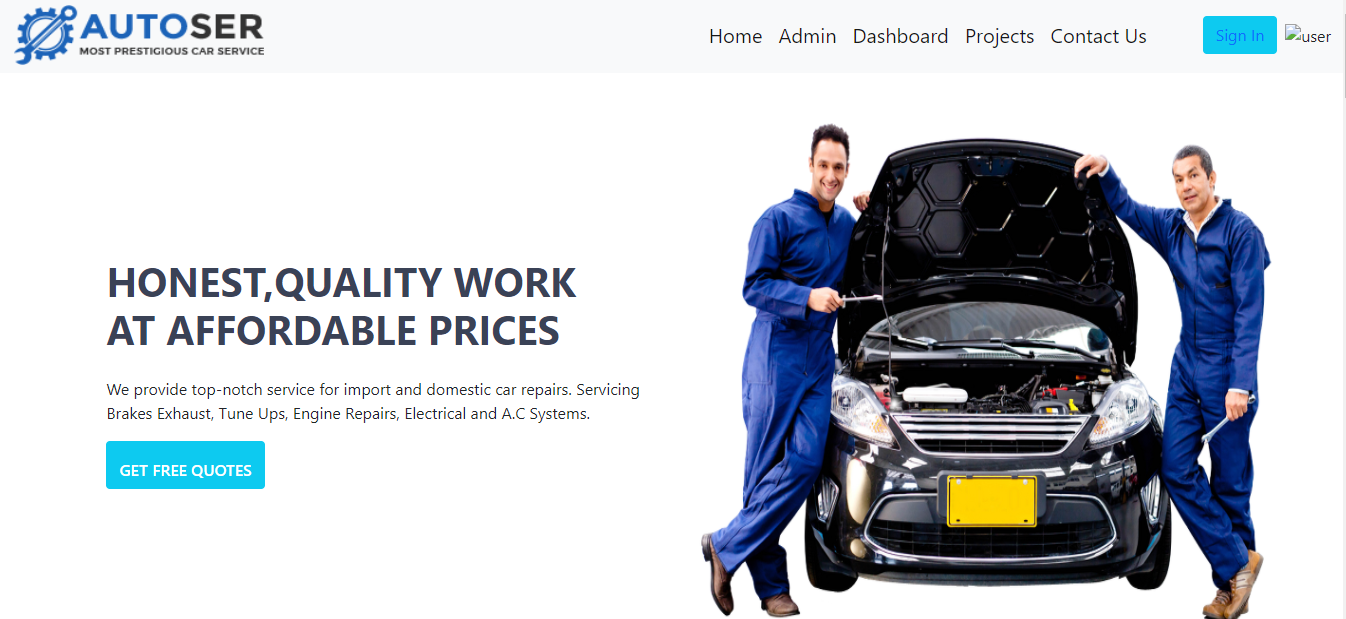 AUTOSER
MOST PRESTIGIOUS CAR SERVICE
Home Admin Dashboard Projects Contact Us Sign In user
HONEST,QUALITY WORK
AT AFFORDABLE PRICES
We provide top-notch service for import and domestic car repairs. Servicing
Brakes Exhaust, Tune Ups, Engine Repairs, Electrical and A.C Systems.
GET FREE QUOTES